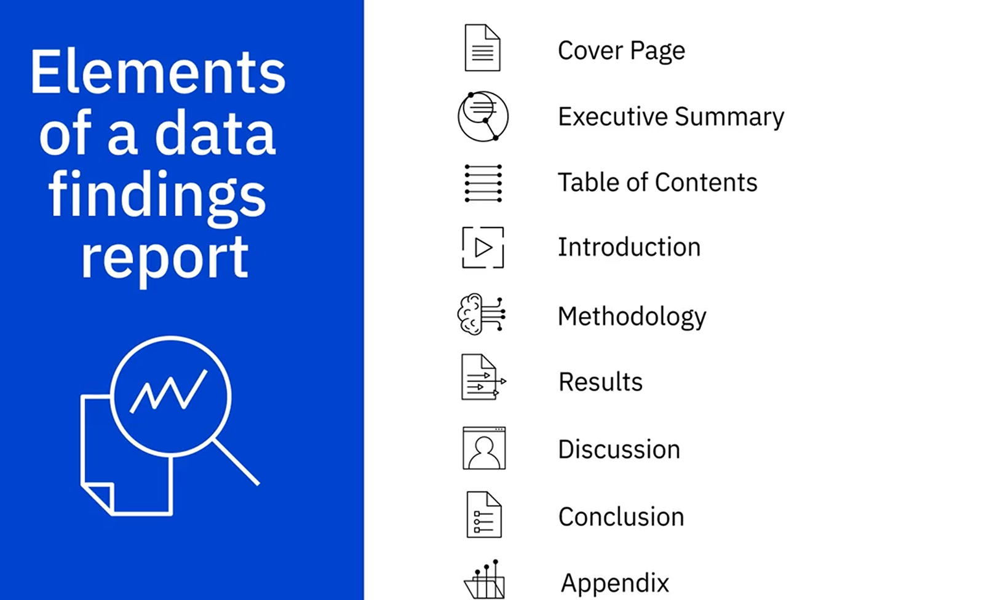 Elements
of a data
findings
report
Cover Page
Executive Summary
Table of Contents
Introduction
Methodology
Results
Discussion
Conclusion
Appendix